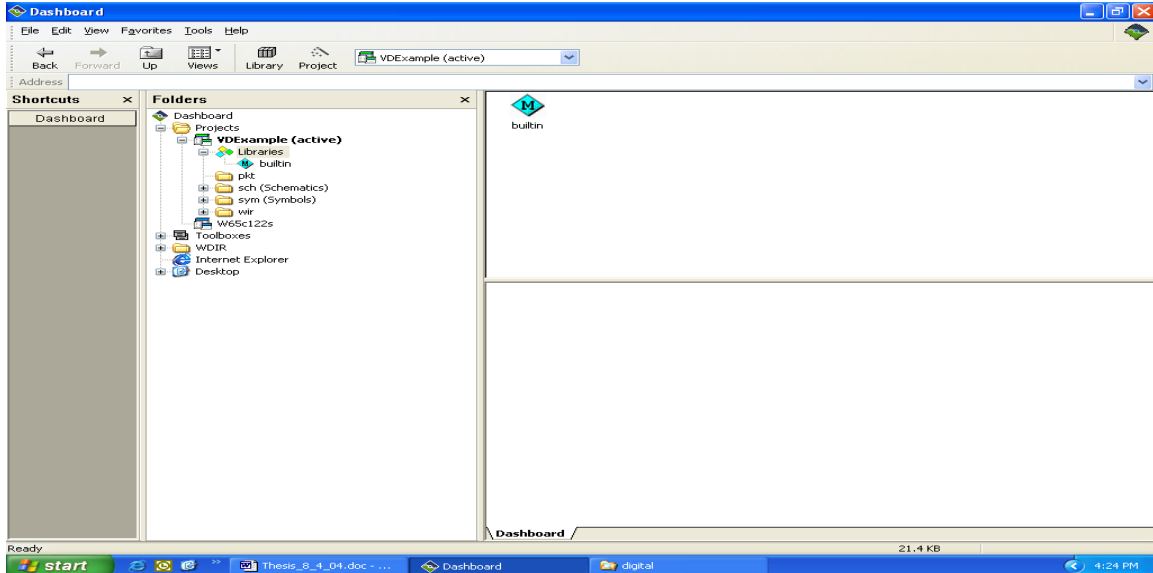 Dashboard
File Edit View Favorites Tools Help
Back Forward Up Views Library Project VDExample (active)
Address
Shortcuts × Folders ×
Dashboard
Dashboard
Projects
VDExample (active)
Libraries
builtin
pkt
sch (Schematics)
sym (Symbols)
wir
W65c122s
Toolboxes
WDIR
Internet Explorer
Desktop
builtin
Dashboard
Ready 21.4 KB
start » Thesis_8_4_04.doc - ... Dashboard digital 4:24 PM